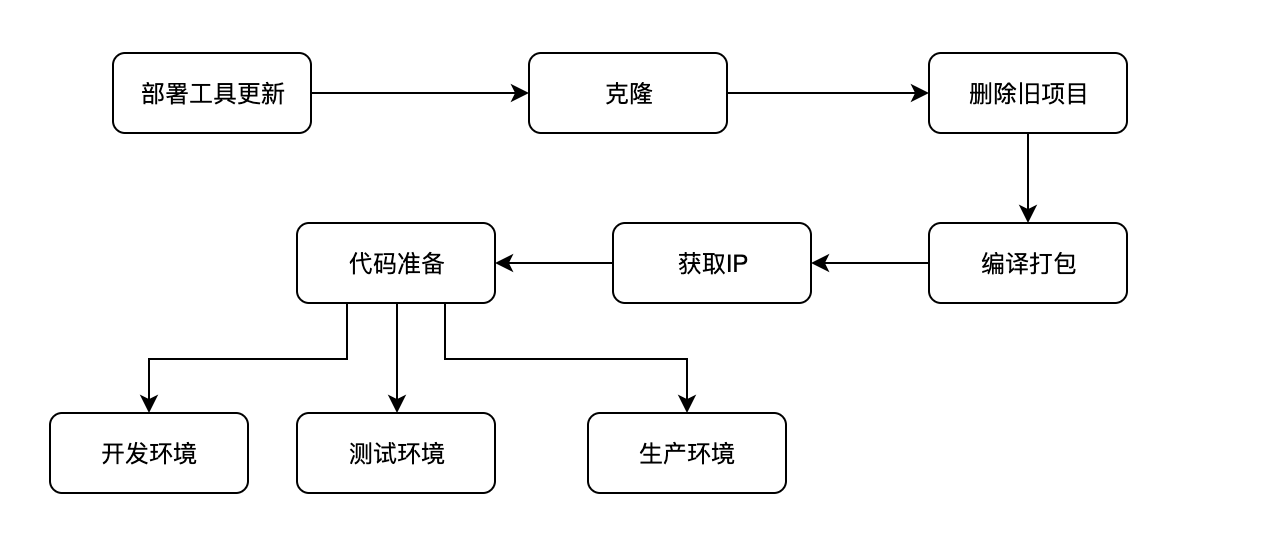 部署工具更新
克隆
删除旧项目
代码准备
获取IP
编译打包
开发环境
测试环境
生产环境